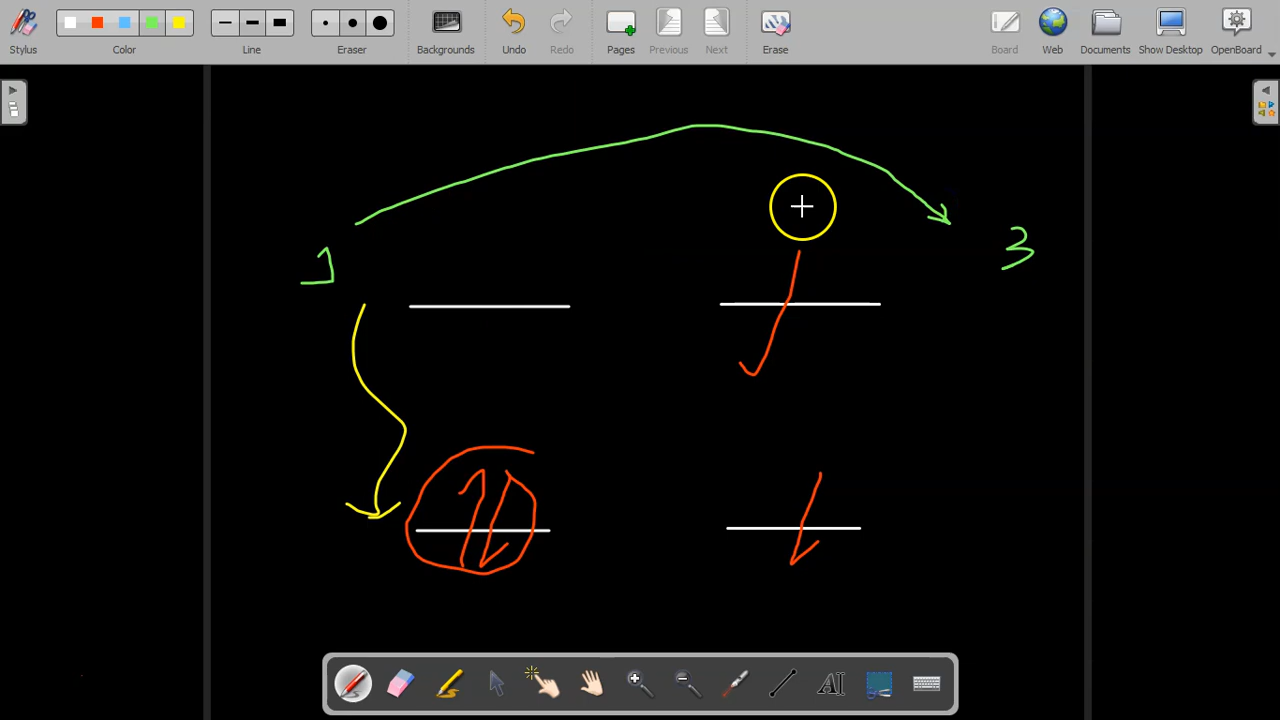 Stylus Color Line Eraser Backgrounds Undo Redo Pages Previous Next Erase Board Web Documents Show Desktop OpenBoard
1 3
AI